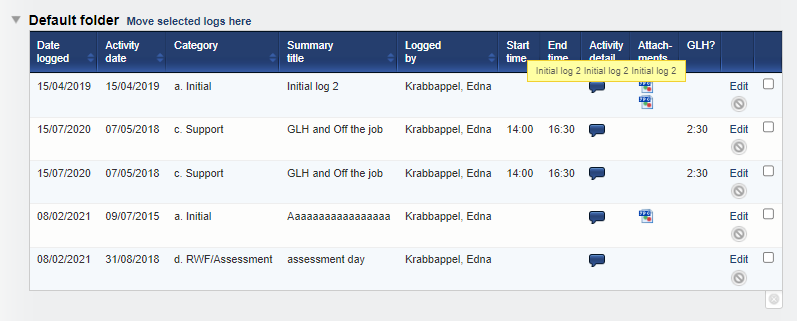 Default folder Move selected logs here
Date logged Activity date Category Summary title Logged by Start time End time Activity detail Attach-ments GLH?
Initial log 2 Initial log 2 Initial log 2
15/04/2019 15/04/2019 a. Initial Initial log 2 Krabbappel, Edna Edit
15/07/2020 07/05/2018 c. Support GLH and Off the job Krabbappel, Edna 14:00 16:30 2:30 Edit
15/07/2020 07/05/2018 c. Support GLH and Off the job Krabbappel, Edna 14:00 16:30 2:30 Edit
08/02/2021 09/07/2015 a. Initial Aaaaaaaaaaaaaaaaa Krabbappel, Edna Edit
08/02/2021 31/08/2018 d. RWF/Assessment assessment day Krabbappel, Edna Edit